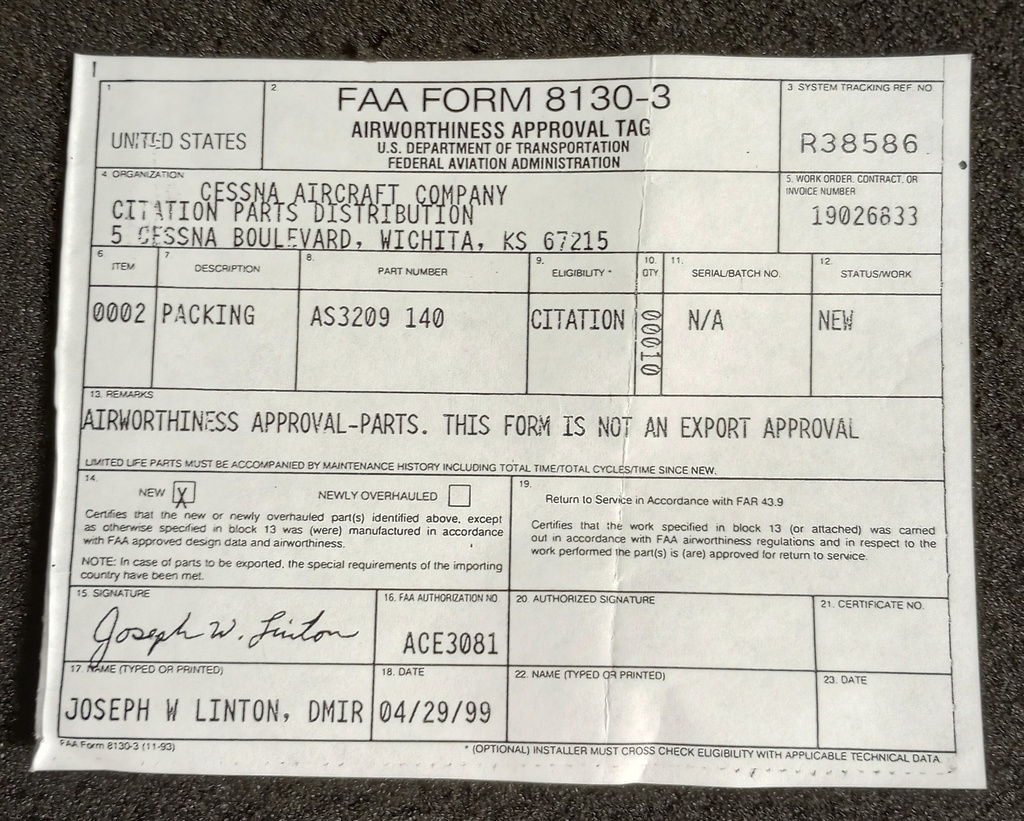 1
UNITED STATES
2
FAA FORM 8130-3
AIRWORTHINESS APPROVAL TAG
U.S. DEPARTMENT OF TRANSPORTATION
FEDERAL AVIATION ADMINISTRATION
3 SYSTEM TRACKING REF. NO
R38586
4 ORGANIZATION
CESSNA AIRCRAFT COMPANY
CITATION PARTS DISTRIBUTION
5 CESSNA BOULEVARD, WICHITA, KS 67215
5. WORK ORDER, CONTRACT, OR
INVOICE NUMBER
19026833
6 ITEM
7 DESCRIPTION
8. PART NUMBER
9. ELIGIBILITY *
10. QTY
11. SERIAL/BATCH NO.
12. STATUS/WORK
0002
PACKING
AS3209 140
CITATION
00010
N/A
NEW
13. REMARKS
AIRWORTHINESS APPROVAL-PARTS. THIS FORM IS NOT AN EXPORT APPROVAL
LIMITED LIFE PARTS MUST BE ACCOMPANIED BY MAINTENANCE HISTORY INCLUDING TOTAL TIME/TOTAL CYCLES/TIME SINCE NEW.
14.
NEW X NEWLY OVERHAULED
Certifies that the new or newly overhauled part(s) identified above, except
as otherwise specified in block 13 was (were) manufactured in accordance
with FAA approved design data and airworthiness.
NOTE: In case of parts to be exported, the special requirements of the importing
country have been met.
19.
Return to Service in Accordance with FAR 43.9
Certifies that the work specified in block 13 (or attached) was carried
out in accordance with FAA airworthiness regulations and in respect to the
work performed the part(s) is (are) approved for return to service.
15. SIGNATURE
Joseph W. Linton
16. FAA AUTHORIZATION NO.
ACE3081
20. AUTHORIZED SIGNATURE
21. CERTIFICATE NO.
17. NAME (TYPED OR PRINTED)
JOSEPH W LINTON, DMIR
18. DATE
04/29/99
22. NAME (TYPED OR PRINTED)
23. DATE
FAA Form 8130-3 (11-93)
* (OPTIONAL) INSTALLER MUST CROSS CHECK ELIGIBILITY WITH APPLICABLE TECHNICAL DATA.